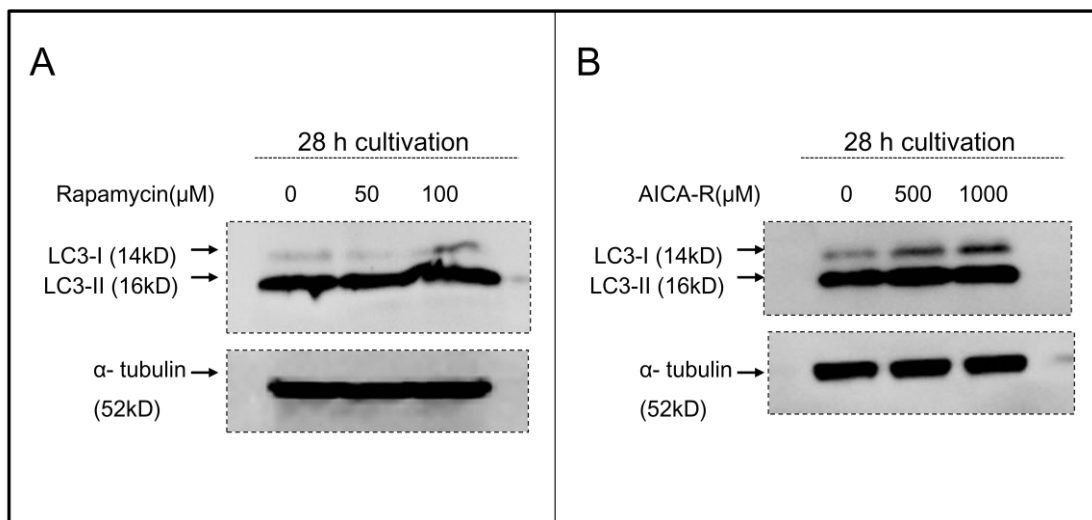 A
28 h cultivation
Rapamycin(µM) 0 50 100
LC3-I (14kD)
LC3-II (16kD)
α- tubulin
(52kD)
B
28 h cultivation
AICA-R(µM) 0 500 1000
LC3-I (14kD)
LC3-II (16kD)
α- tubulin
(52kD)